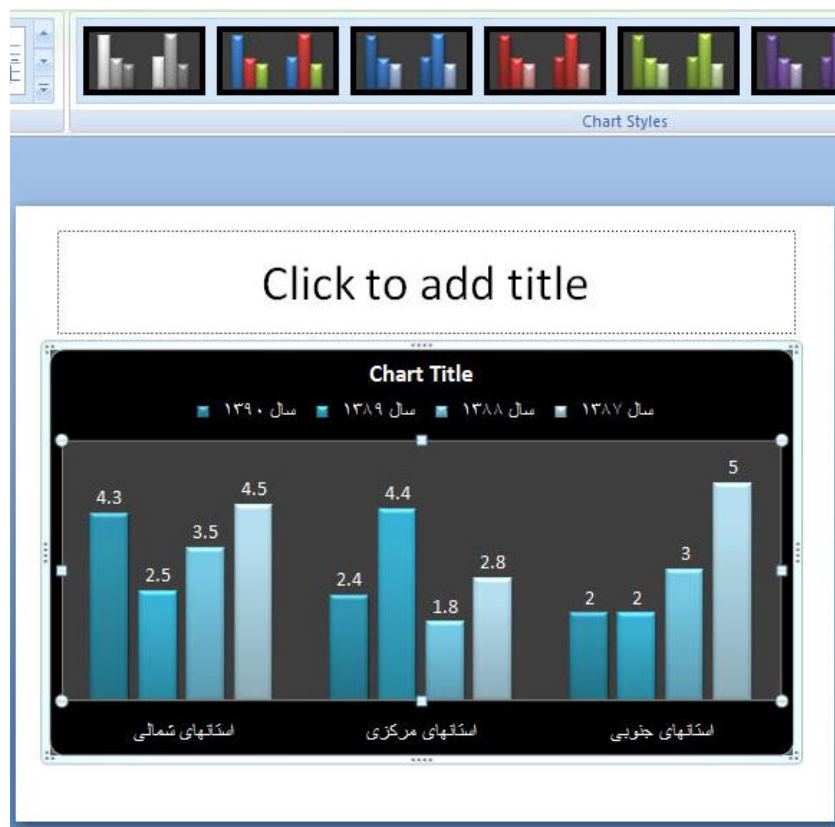 Chart Styles
Click to add title
Chart Title
سال ۱۳۹۰ سال ۱۳۸۹ سال ۱۳۸۸ سال ۱۳۸۷
4.3 2.5 3.5 4.5 2.4 4.4 1.8 2.8 2 2 3 5
استانهای شمالی استانهای مرکزی استانهای جنوبی